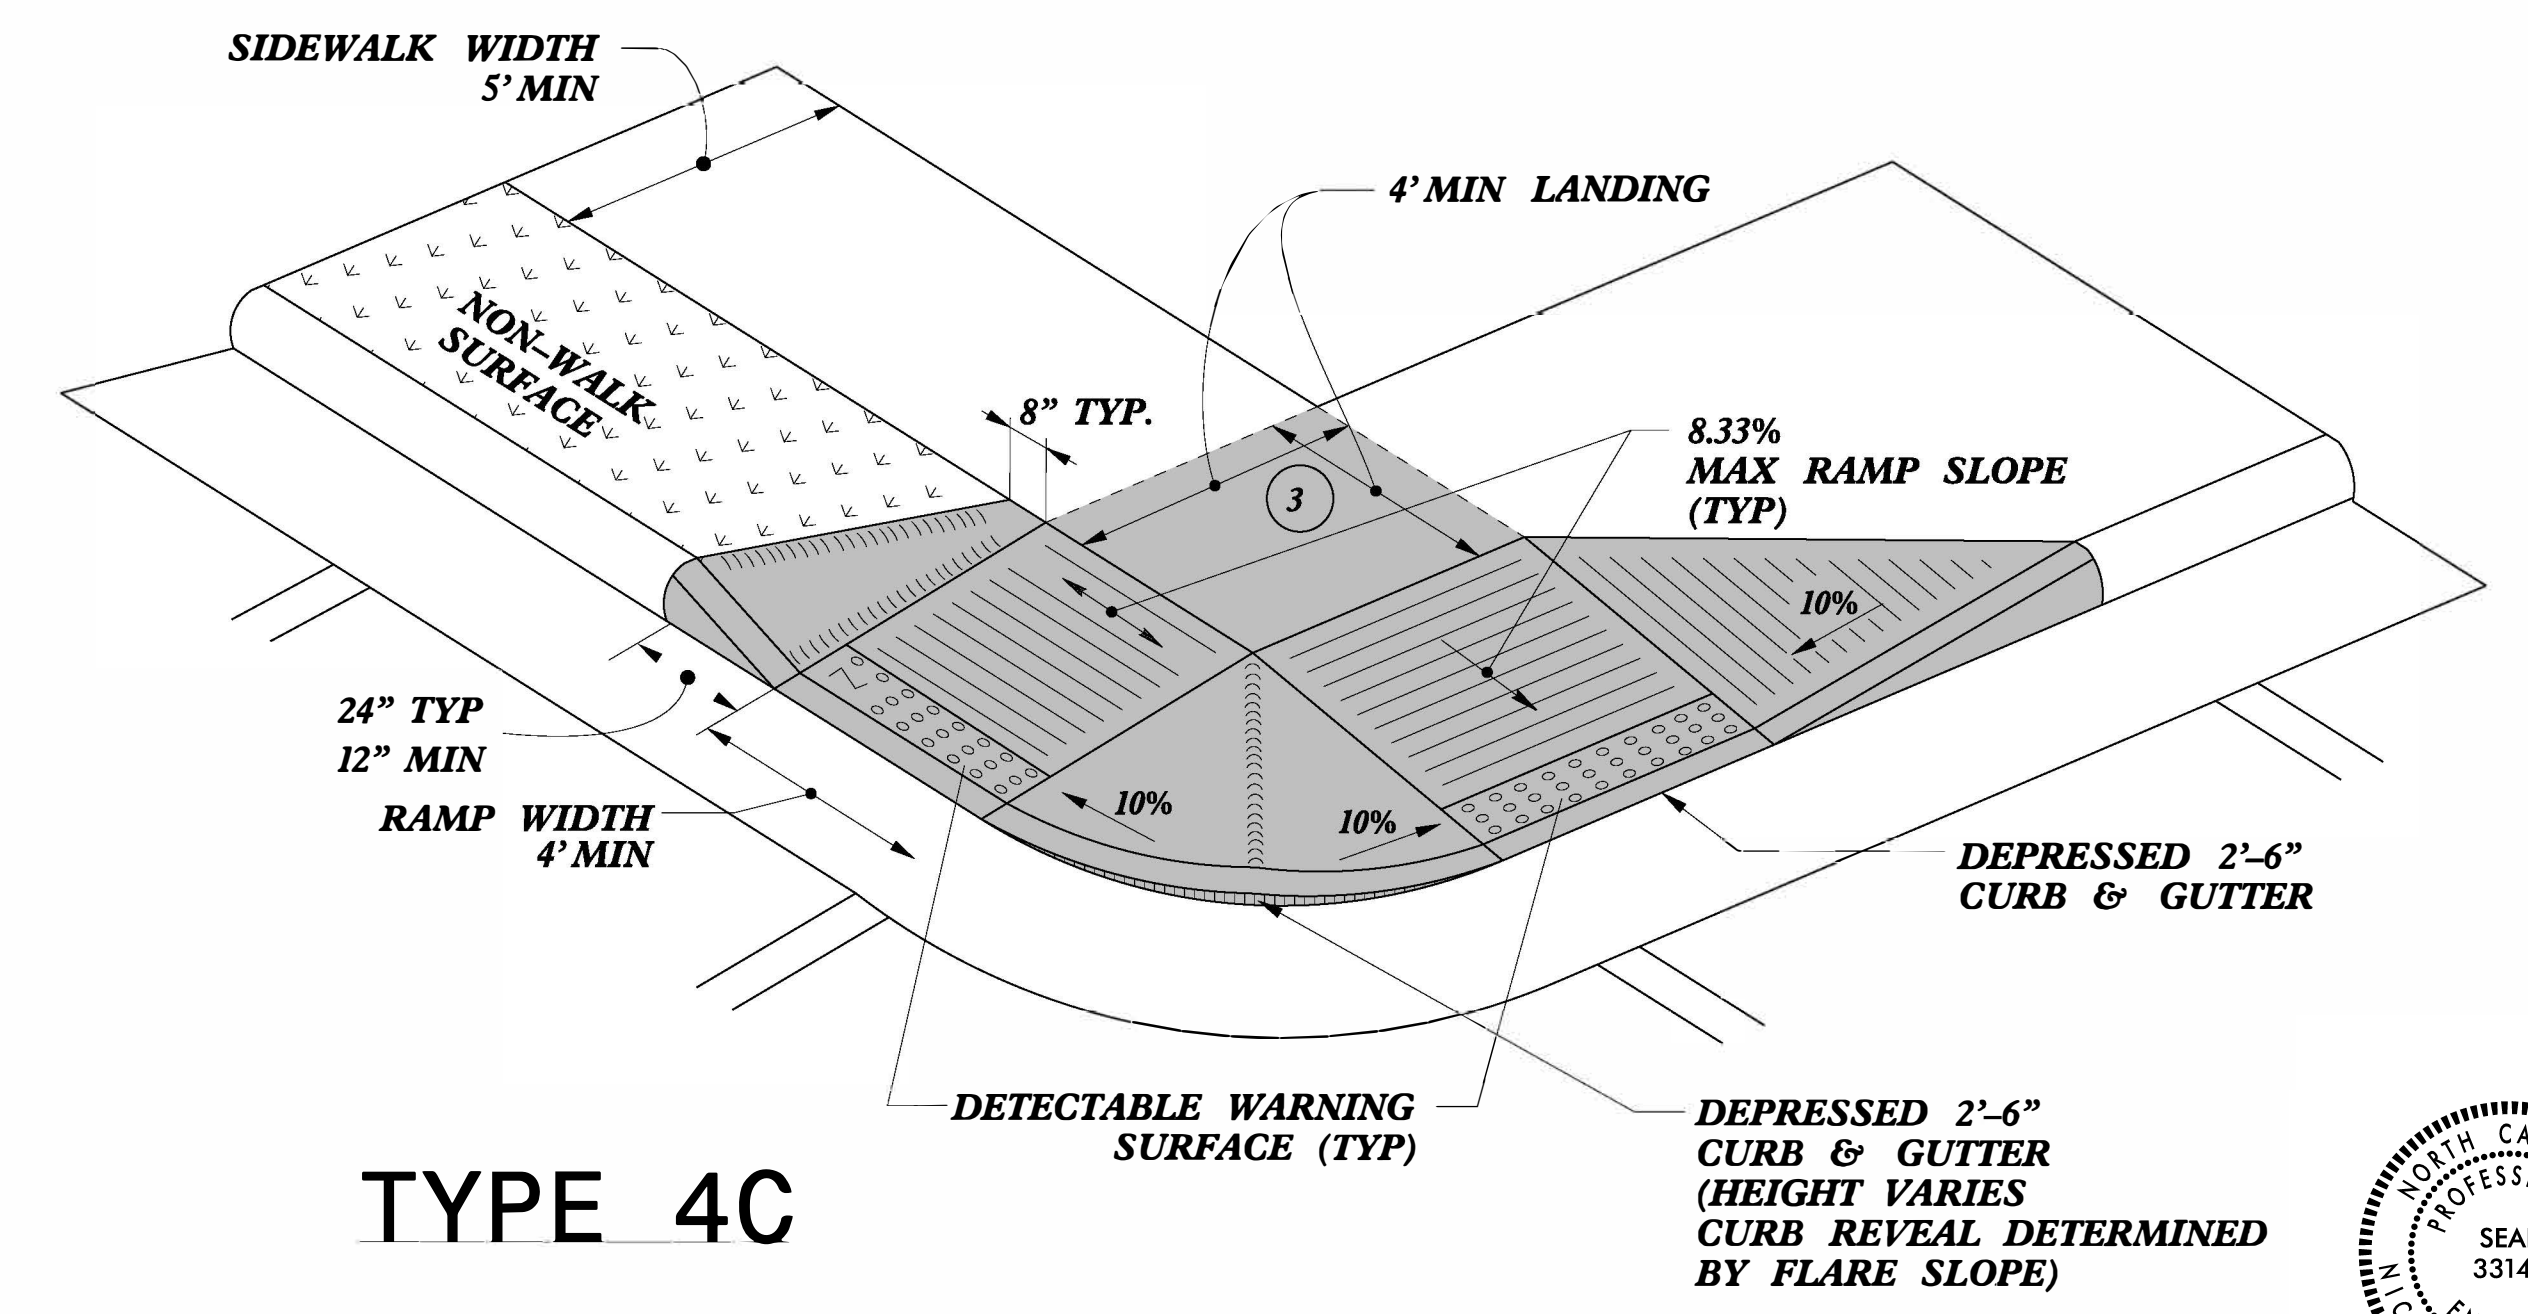 SIDEWALK WIDTH
5' MIN
4' MIN LANDING
NON-WALK
SURFACE
8" TYP.
8.33%
MAX RAMP SLOPE
(TYP)
3
10%
24" TYP
12" MIN
RAMP WIDTH
4' MIN
10%
10%
DEPRESSED 2'-6"
CURB & GUTTER
DETECTABLE WARNING
SURFACE (TYP)
DEPRESSED 2'-6"
CURB & GUTTER
(HEIGHT VARIES
CURB REVEAL DETERMINED
BY FLARE SLOPE)
TYPE 4C
NORTH